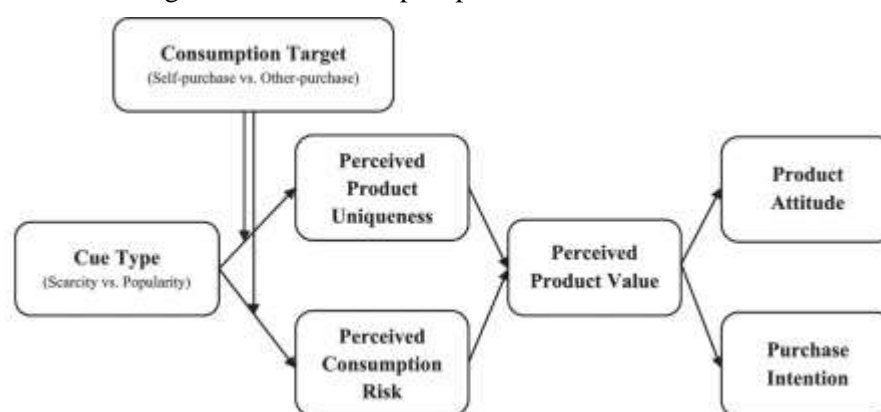 Consumption Target
(Self-purchase vs. Other-purchase)
Perceived
Product
Uniqueness
Product
Attitude
Cue Type
(Scarcity vs. Popularity)
Perceived
Product Value
Perceived
Consumption
Risk
Purchase
Intention